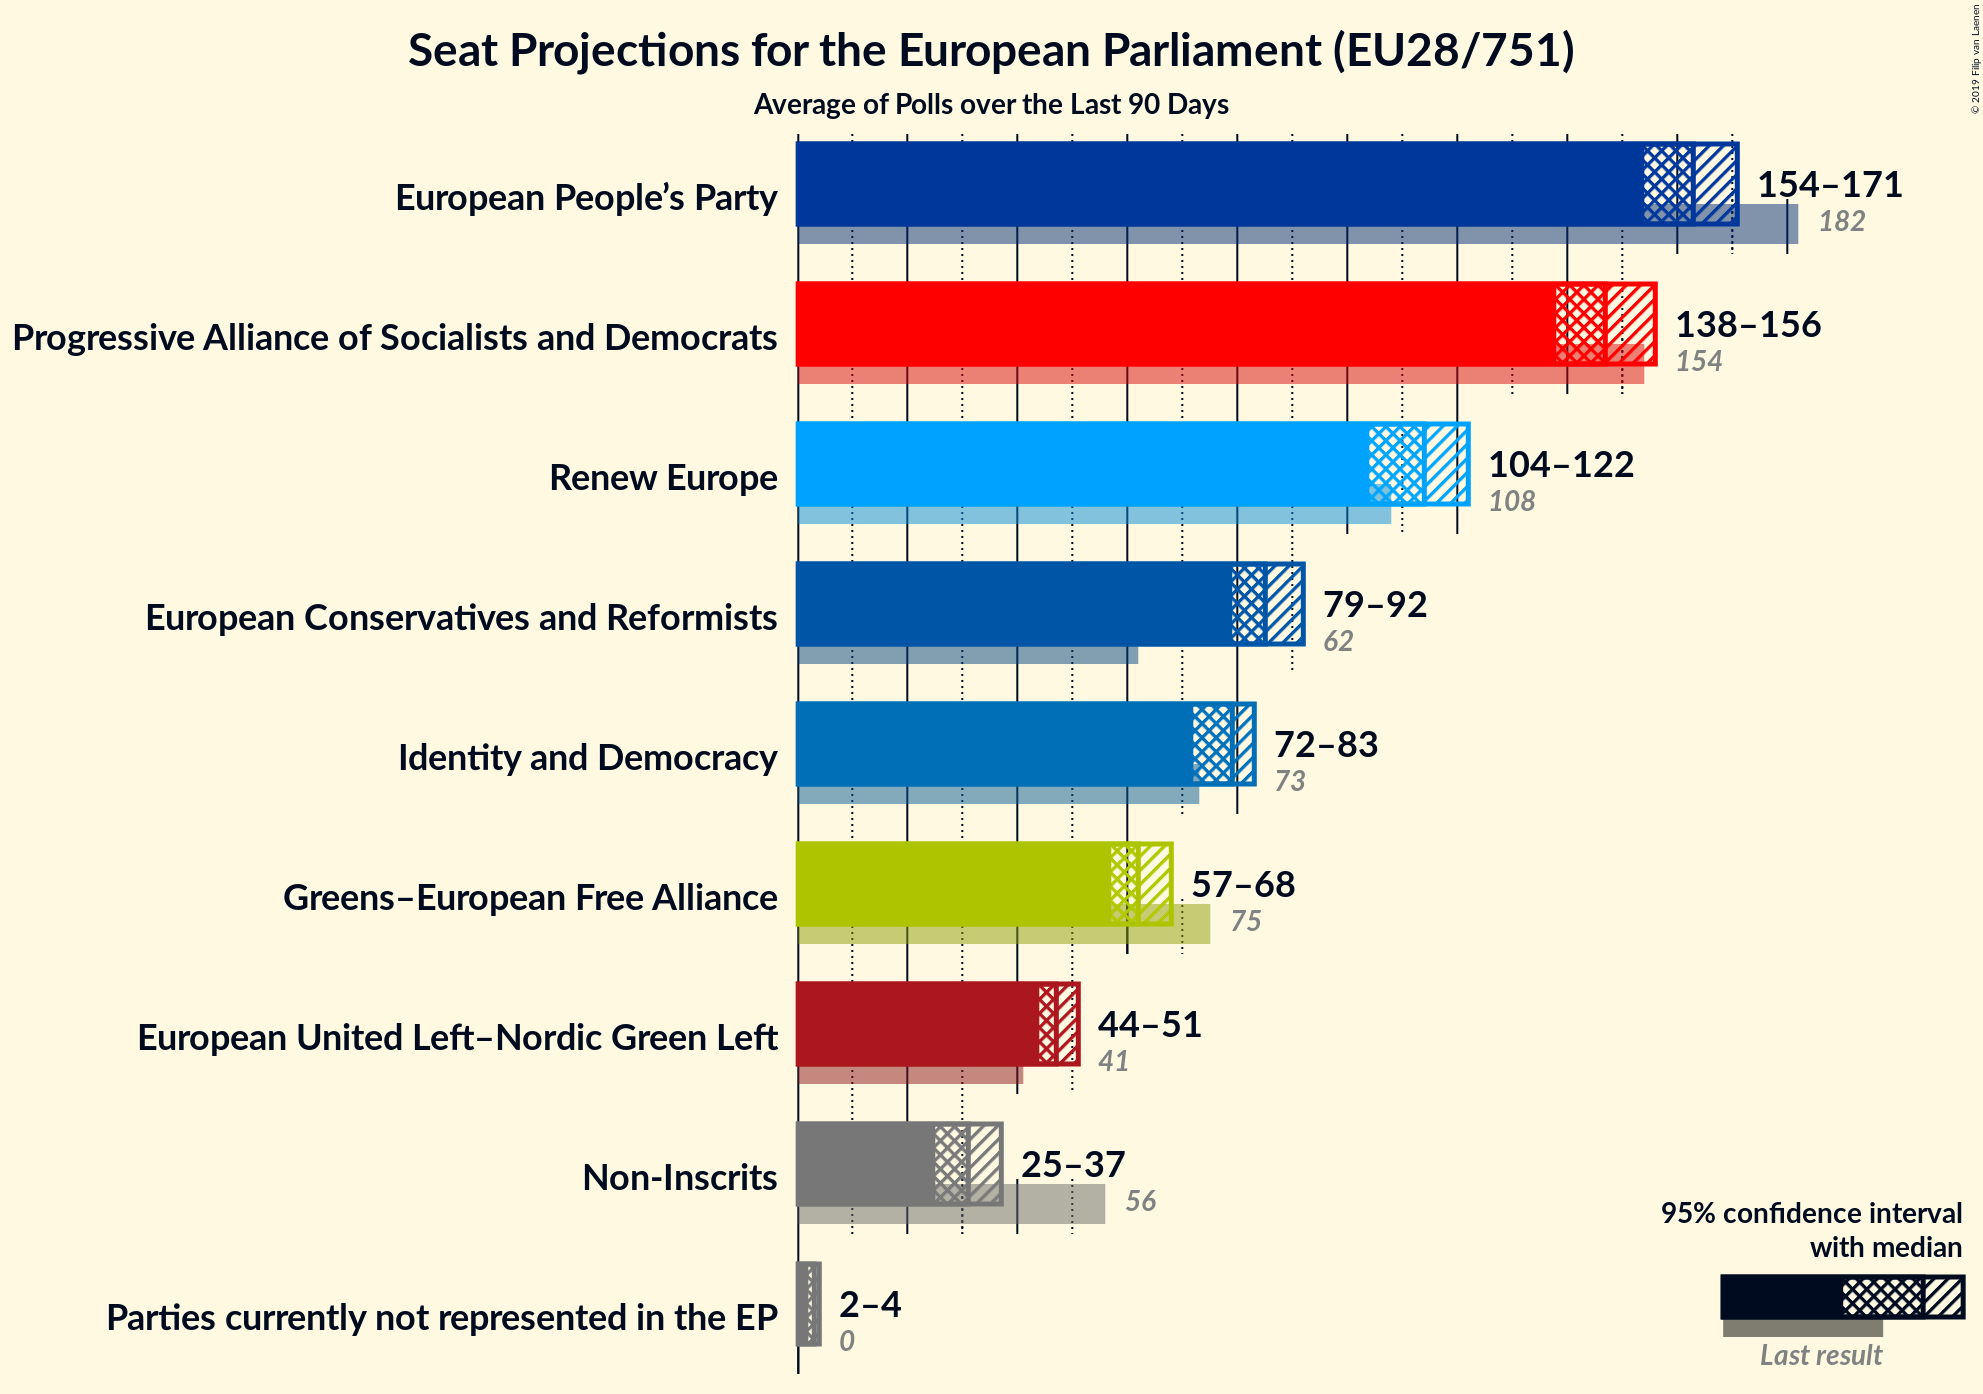 Seat Projections for the European Parliament (EU28/751)
Average of Polls over the Last 90 Days
© 2019 Filip van Laenen
European People’s Party
154–171
182
Progressive Alliance of Socialists and Democrats
138–156
154
Renew Europe
104–122
108
European Conservatives and Reformists
79–92
62
Identity and Democracy
72–83
73
Greens–European Free Alliance
57–68
75
European United Left–Nordic Green Left
44–51
41
Non-Inscrits
25–37
56
Parties currently not represented in the EP
2–4
0
95% confidence interval
with median
Last result